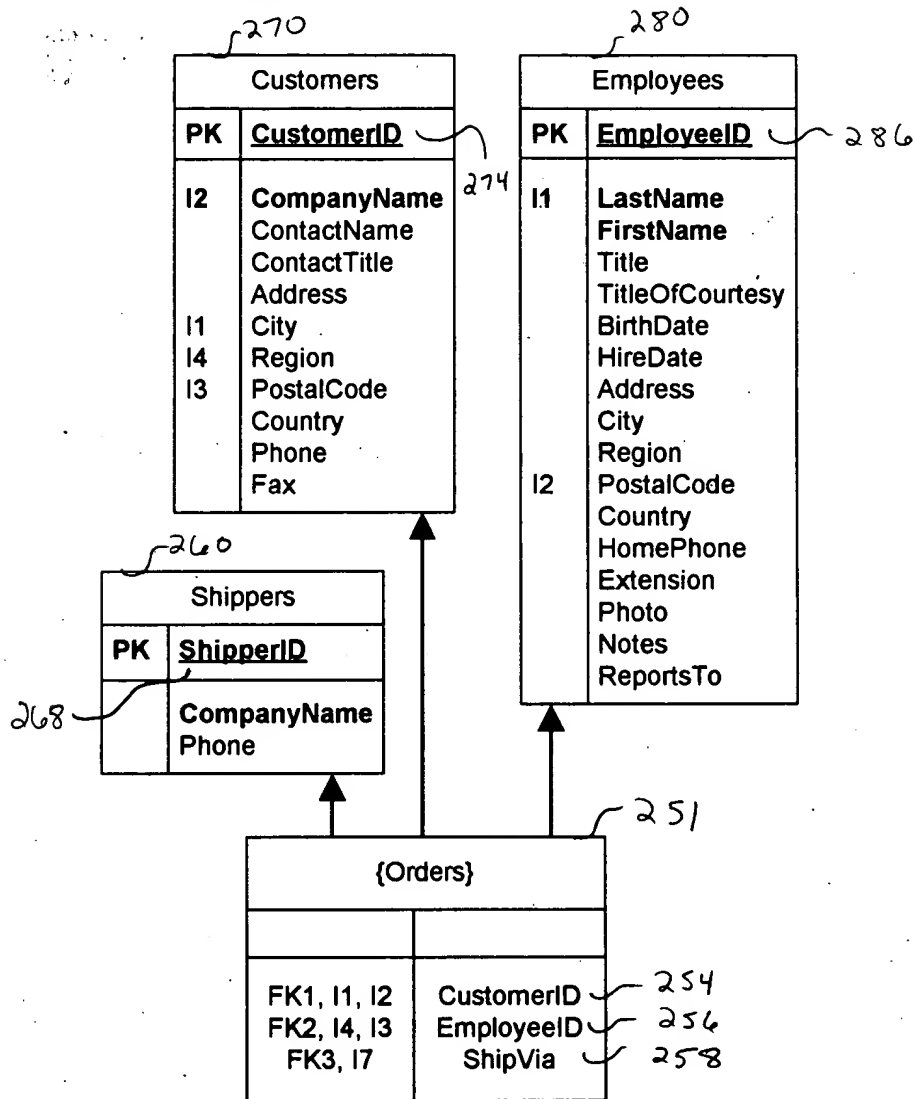 270
Customers
PK CustomerID
274
I2 CompanyName
ContactName
ContactTitle
Address
I1 City
I4 Region
I3 PostalCode
Country
Phone
Fax
280
Employees
PK EmployeeID
286
I1 LastName
FirstName
Title
TitleOfCourtesy
BirthDate
HireDate
Address
City
Region
I2 PostalCode
Country
HomePhone
Extension
Photo
Notes
ReportsTo
260
Shippers
PK ShipperID
268
CompanyName
Phone
251
{Orders}
FK1, I1, I2 CustomerID 254
FK2, I4, I3 EmployeeID 256
FK3, I7 ShipVia 258